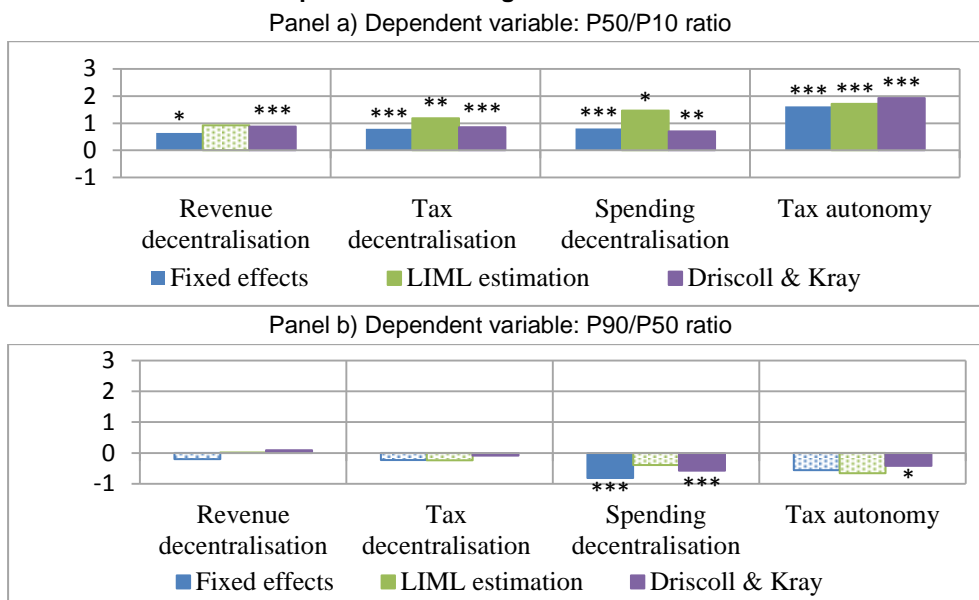 Panel a) Dependent variable: P50/P10 ratio
3
2
1
0
-1
* *** *** ** *** *** * ** *** *** ***
Revenue decentralisation
Tax decentralisation
Spending decentralisation
Tax autonomy
Fixed effects LIML estimation Driscoll & Kray
Panel b) Dependent variable: P90/P50 ratio
3
2
1
0
-1
*** *** *
Revenue decentralisation
Tax decentralisation
Spending decentralisation
Tax autonomy
Fixed effects LIML estimation Driscoll & Kray